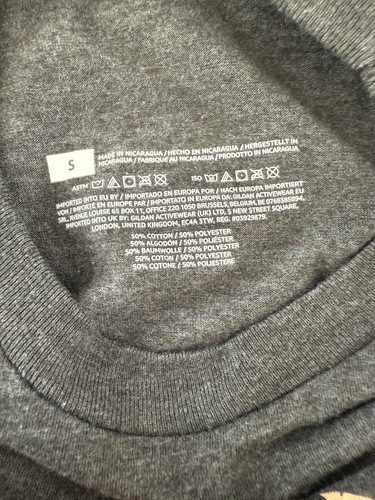 S
MADE IN NICARAGUA / HECHO EN NICARAGUA / HERGESTELLT IN
NICARAGUA / FABRIQUÉ AU NICARAGUA / PRODOTTO IN NICARAGUA
ASTM ISO
IMPORTED INTO EU BY / IMPORTADO EN EUROPA POR / NACH EUROPA IMPORTIERT
VON / IMPORTÉ EN EUROPE PAR / IMPORTATO IN EUROPA DA: GILDAN ACTIVEWEAR EU
SRL. AVENUE LOUISE 65 BOX 11, OFFICE 220 1050 BRUSSELS, BELGIUM, BE 0768385894.
IMPORTED INTO UK BY: GILDAN ACTIVEWEAR (UK) LTD, 5 NEW STREET SQUARE,
LONDON, UNITED KINGDOM, EC4A 3TW, REG. #03929879.
50% COTTON / 50% POLYESTER
50% ALGODÓN / 50% POLIÉSTER
50% BAUMWOLLE / 50% POLYESTER
50% COTON / 50% POLYESTER
50% COTONE / 50% POLIESTERE